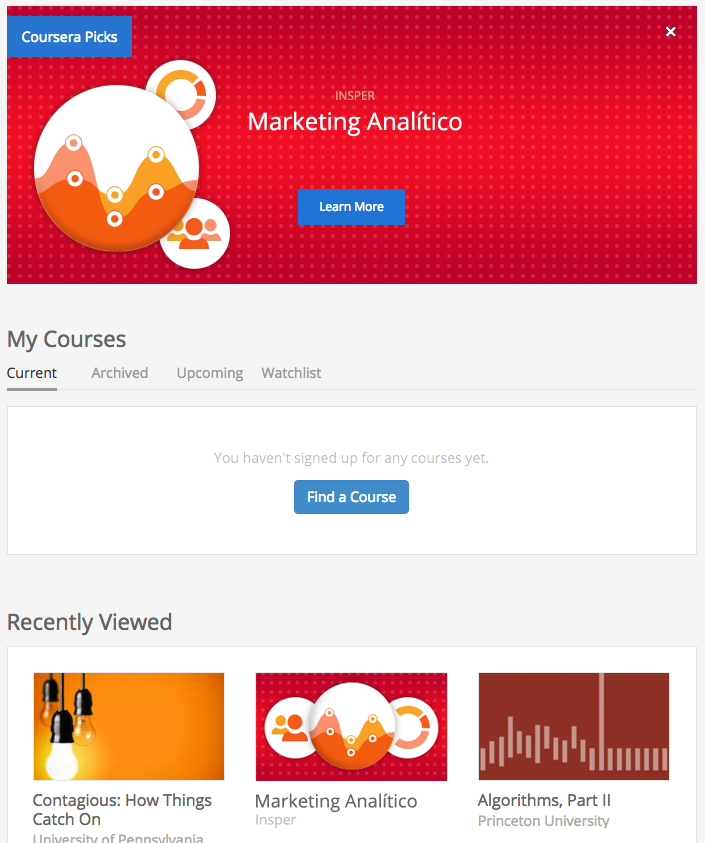 Coursera Picks
×
INSPER
Marketing Analítico
Learn More
My Courses
Current Archived Upcoming Watchlist
You haven't signed up for any courses yet.
Find a Course
Recently Viewed
Contagious: How Things
Catch On
University of Pennsylvania
Marketing Analítico
Insper
Algorithms, Part II
Princeton University